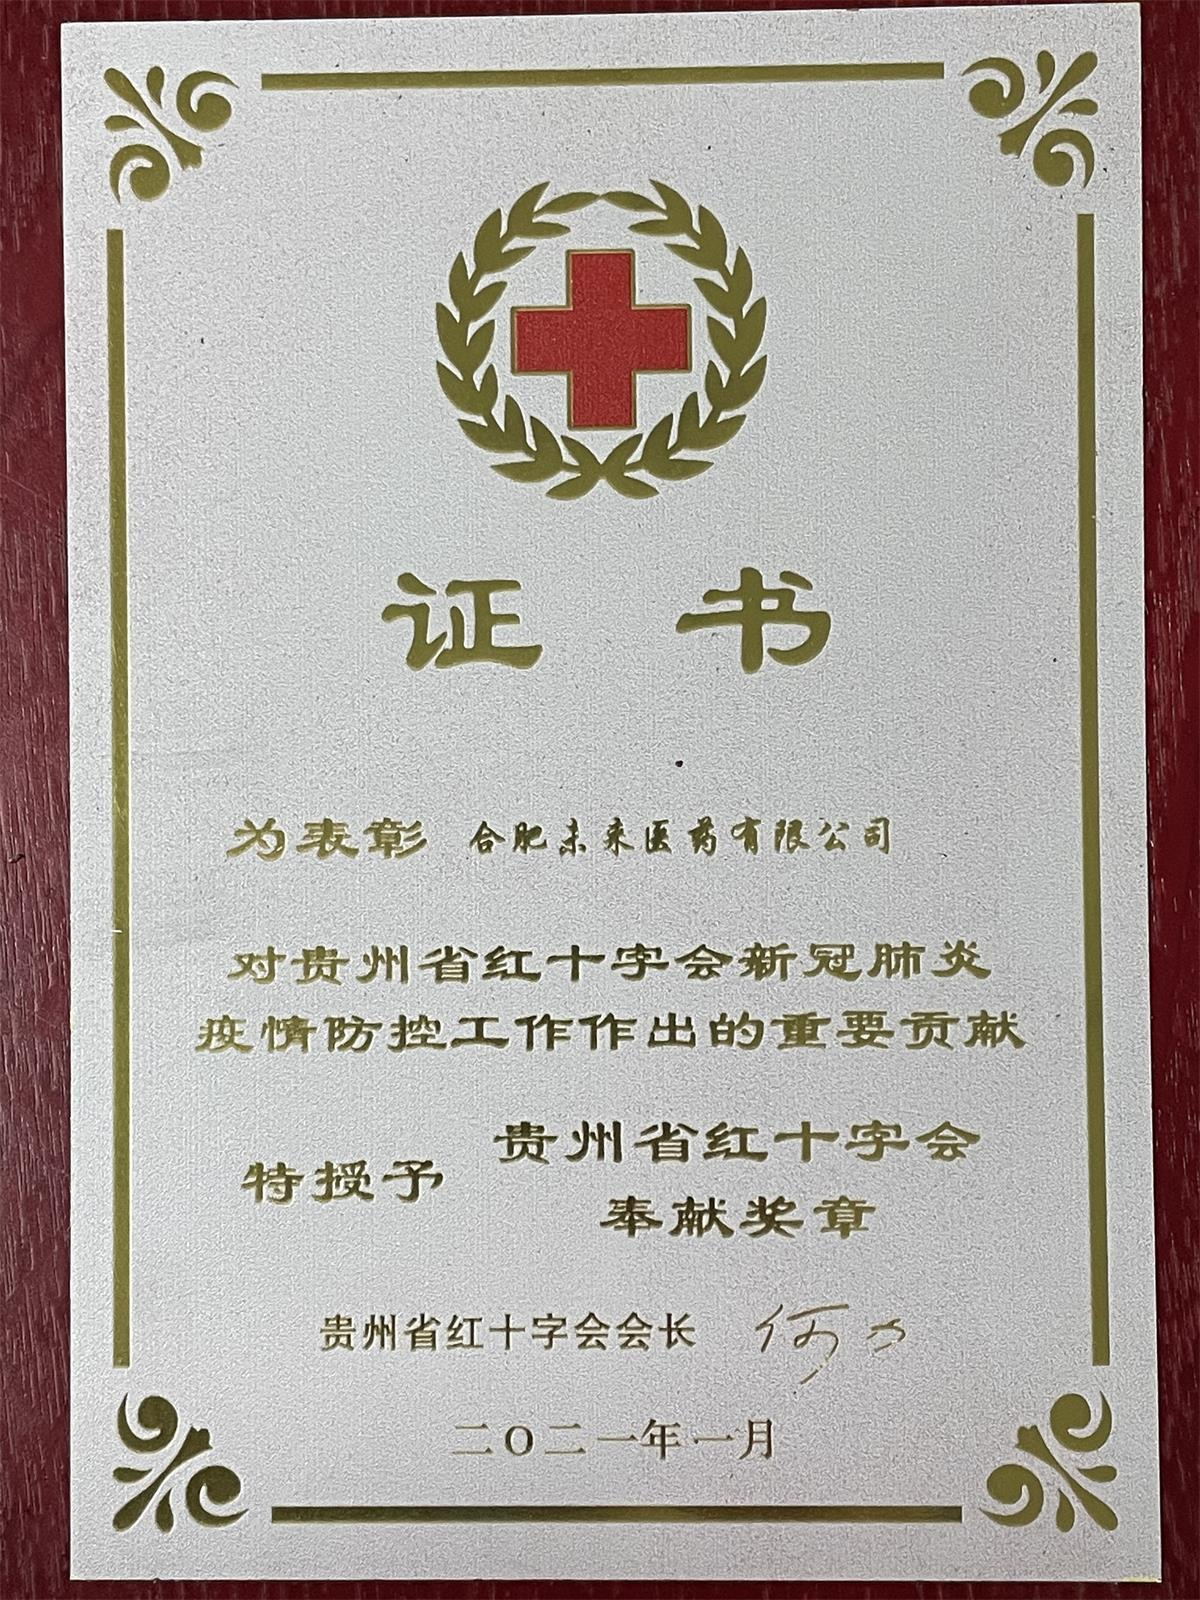 证书
为表彰 合肥未来医药有限公司
对贵州省红十字会新冠肺炎
疫情防控工作作出的重要贡献
特授予 贵州省红十字会
奉献奖章
贵州省红十字会会长 何力
二〇二一年一月